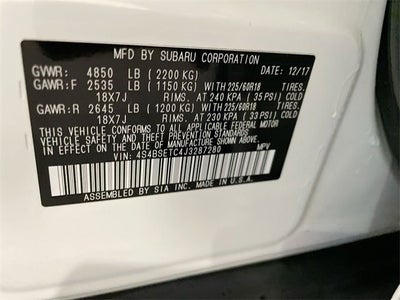 MFD BY SUBARU CORPORATION
GVWR: 4850 LB (2200 KG) DATE: 12/17
GAWR:F 2535 LB (1150 KG) WITH 225/60R18 TIRES.
18X7J RIMS. AT 240 KPA (35 PSI) COLD
GAWR:R 2645 LB (1200 KG) WITH 225/60R18 TIRES.
18X7J RIMS. AT 230 KPA (33 PSI) COLD
THIS VEHICLE CONFORMS TO ALL APPLICABLE FEDERAL MOTOR
VEHICLE SAFETY AND THEFT PREVENTION STANDARDS
IN EFFECT ON THE DATE OF MANUFACTURE SHOWN ABOVE.
VIN: 4S4BSETC4J3287280 MPV
ASSEMBLED BY SIA INC. MADE IN U.S.A.